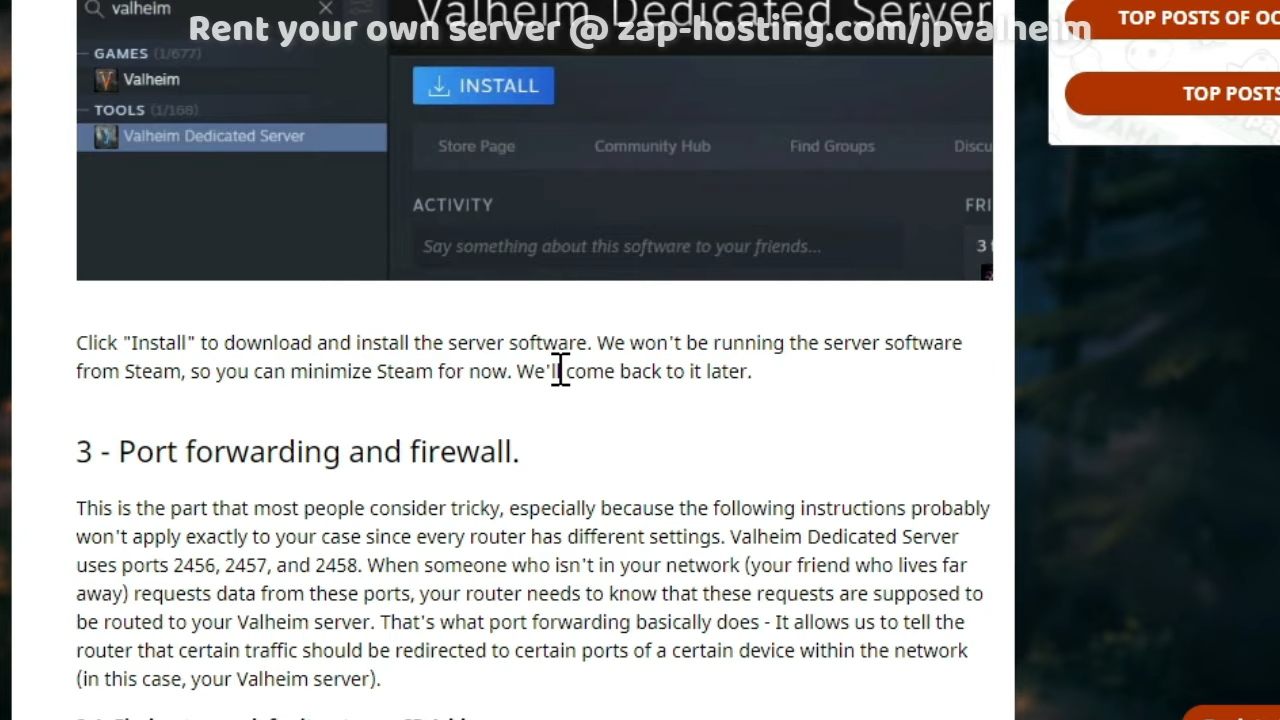 valheim
Valheim Dedicated Server
Rent your own server @ zap-hosting.com/jpvalheim
TOP POSTS OF OC
GAMES (1/677)
Valheim
INSTALL
TOP POSTS
TOOLS (1/168)
Valheim Dedicated Server
Store Page Community Hub Find Groups Discu
ACTIVITY FRI
Say something about this software to your friends... 3
Click "Install" to download and install the server software. We won't be running the server software
from Steam, so you can minimize Steam for now. We'll come back to it later.
3 - Port forwarding and firewall.
This is the part that most people consider tricky, especially because the following instructions probably
won't apply exactly to your case since every router has different settings. Valheim Dedicated Server
uses ports 2456, 2457, and 2458. When someone who isn't in your network (your friend who lives far
away) requests data from these ports, your router needs to know that these requests are supposed to
be routed to your Valheim server. That's what port forwarding basically does - It allows us to tell the
router that certain traffic should be redirected to certain ports of a certain device within the network
(in this case, your Valheim server).